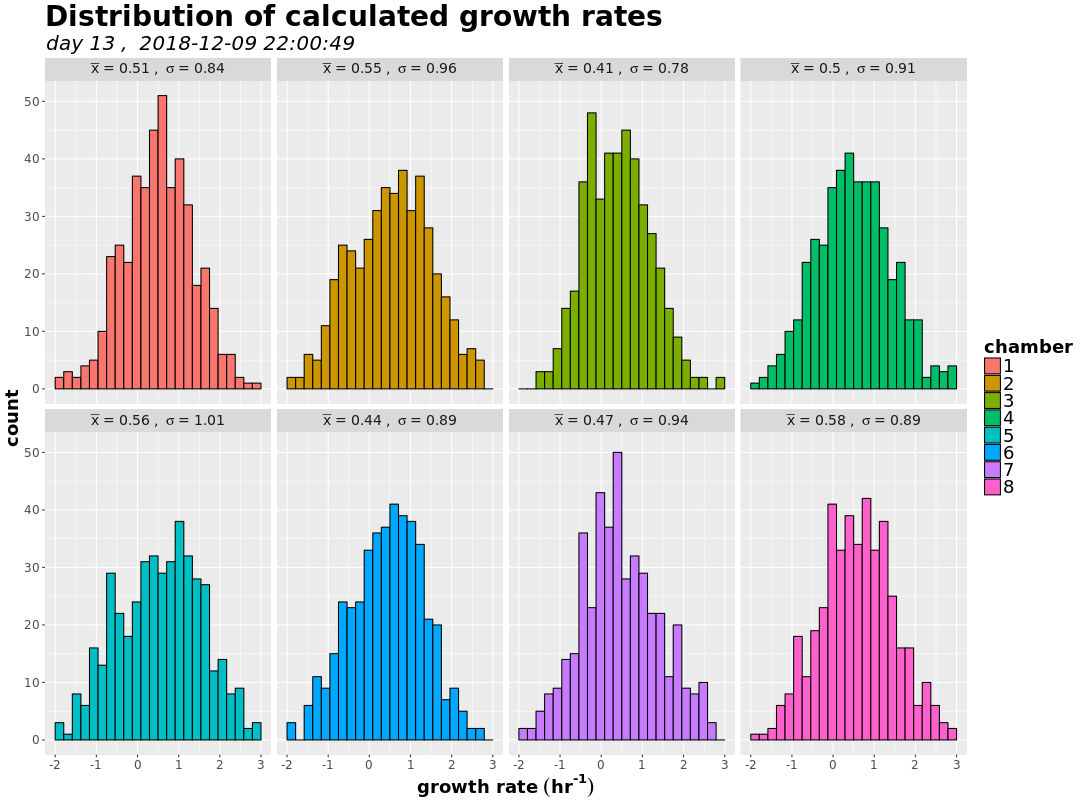 Distribution of calculated growth rates
day 13 ,  2018-12-09 22:00:49
x̅ = 0.51 ,  σ = 0.84
x̅ = 0.55 ,  σ = 0.96
x̅ = 0.41 ,  σ = 0.78
x̅ = 0.5 ,  σ = 0.91
50
40
30
20
10
0
x̅ = 0.56 ,  σ = 1.01
x̅ = 0.44 ,  σ = 0.89
x̅ = 0.47 ,  σ = 0.94
x̅ = 0.58 ,  σ = 0.89
50
40
30
20
10
0
-2 -1 0 1 2 3
-2 -1 0 1 2 3
-2 -1 0 1 2 3
-2 -1 0 1 2 3
growth rate (hr⁻¹)
count
chamber
1
2
3
4
5
6
7
8